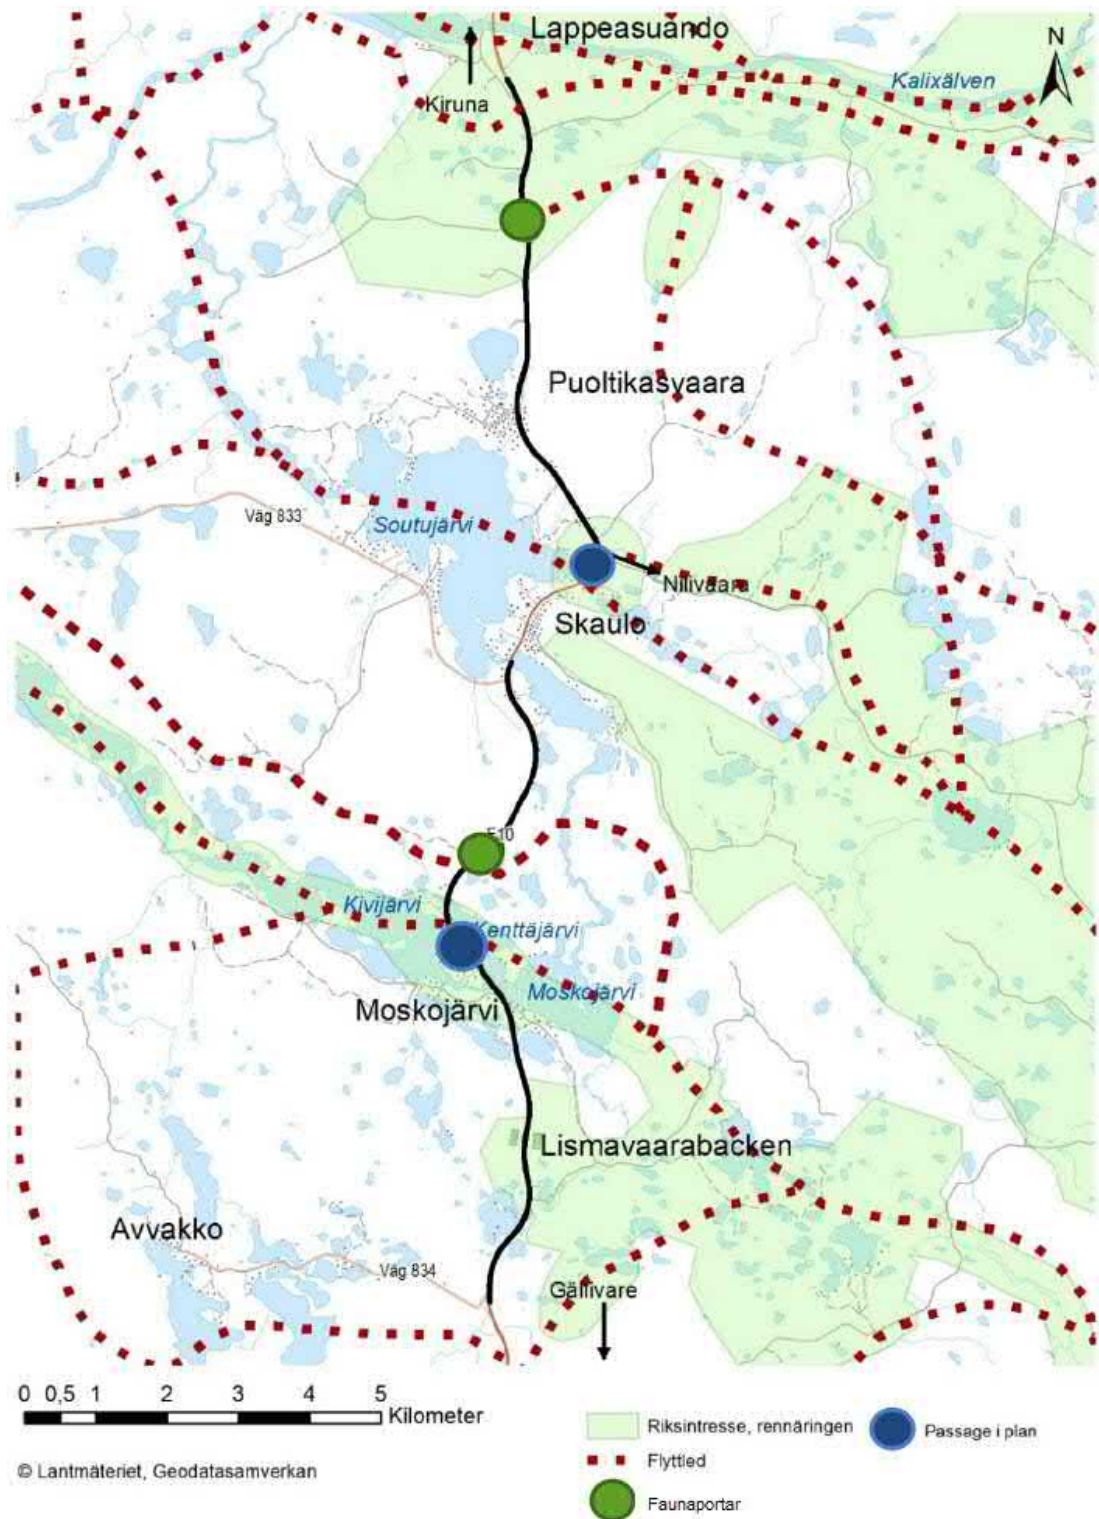 Lappeasuando
N
Kalixälven
Kiruna
Puoltikasvaara
Väg 833
Soutujärvi
Nilivaara
Skaulo
E10
Kivijärvi
Kenttäjärvi
Moskojärvi
Moskojärvi
Lismavaarabacken
Avvakko
Väg 834
Gällivare
0 0,5 1 2 3 4 5
Kilometer
Riksintresse, rennäringen
Passage i plan
Flyttled
© Lantmäteriet, Geodatasamverkan
Faunaportar